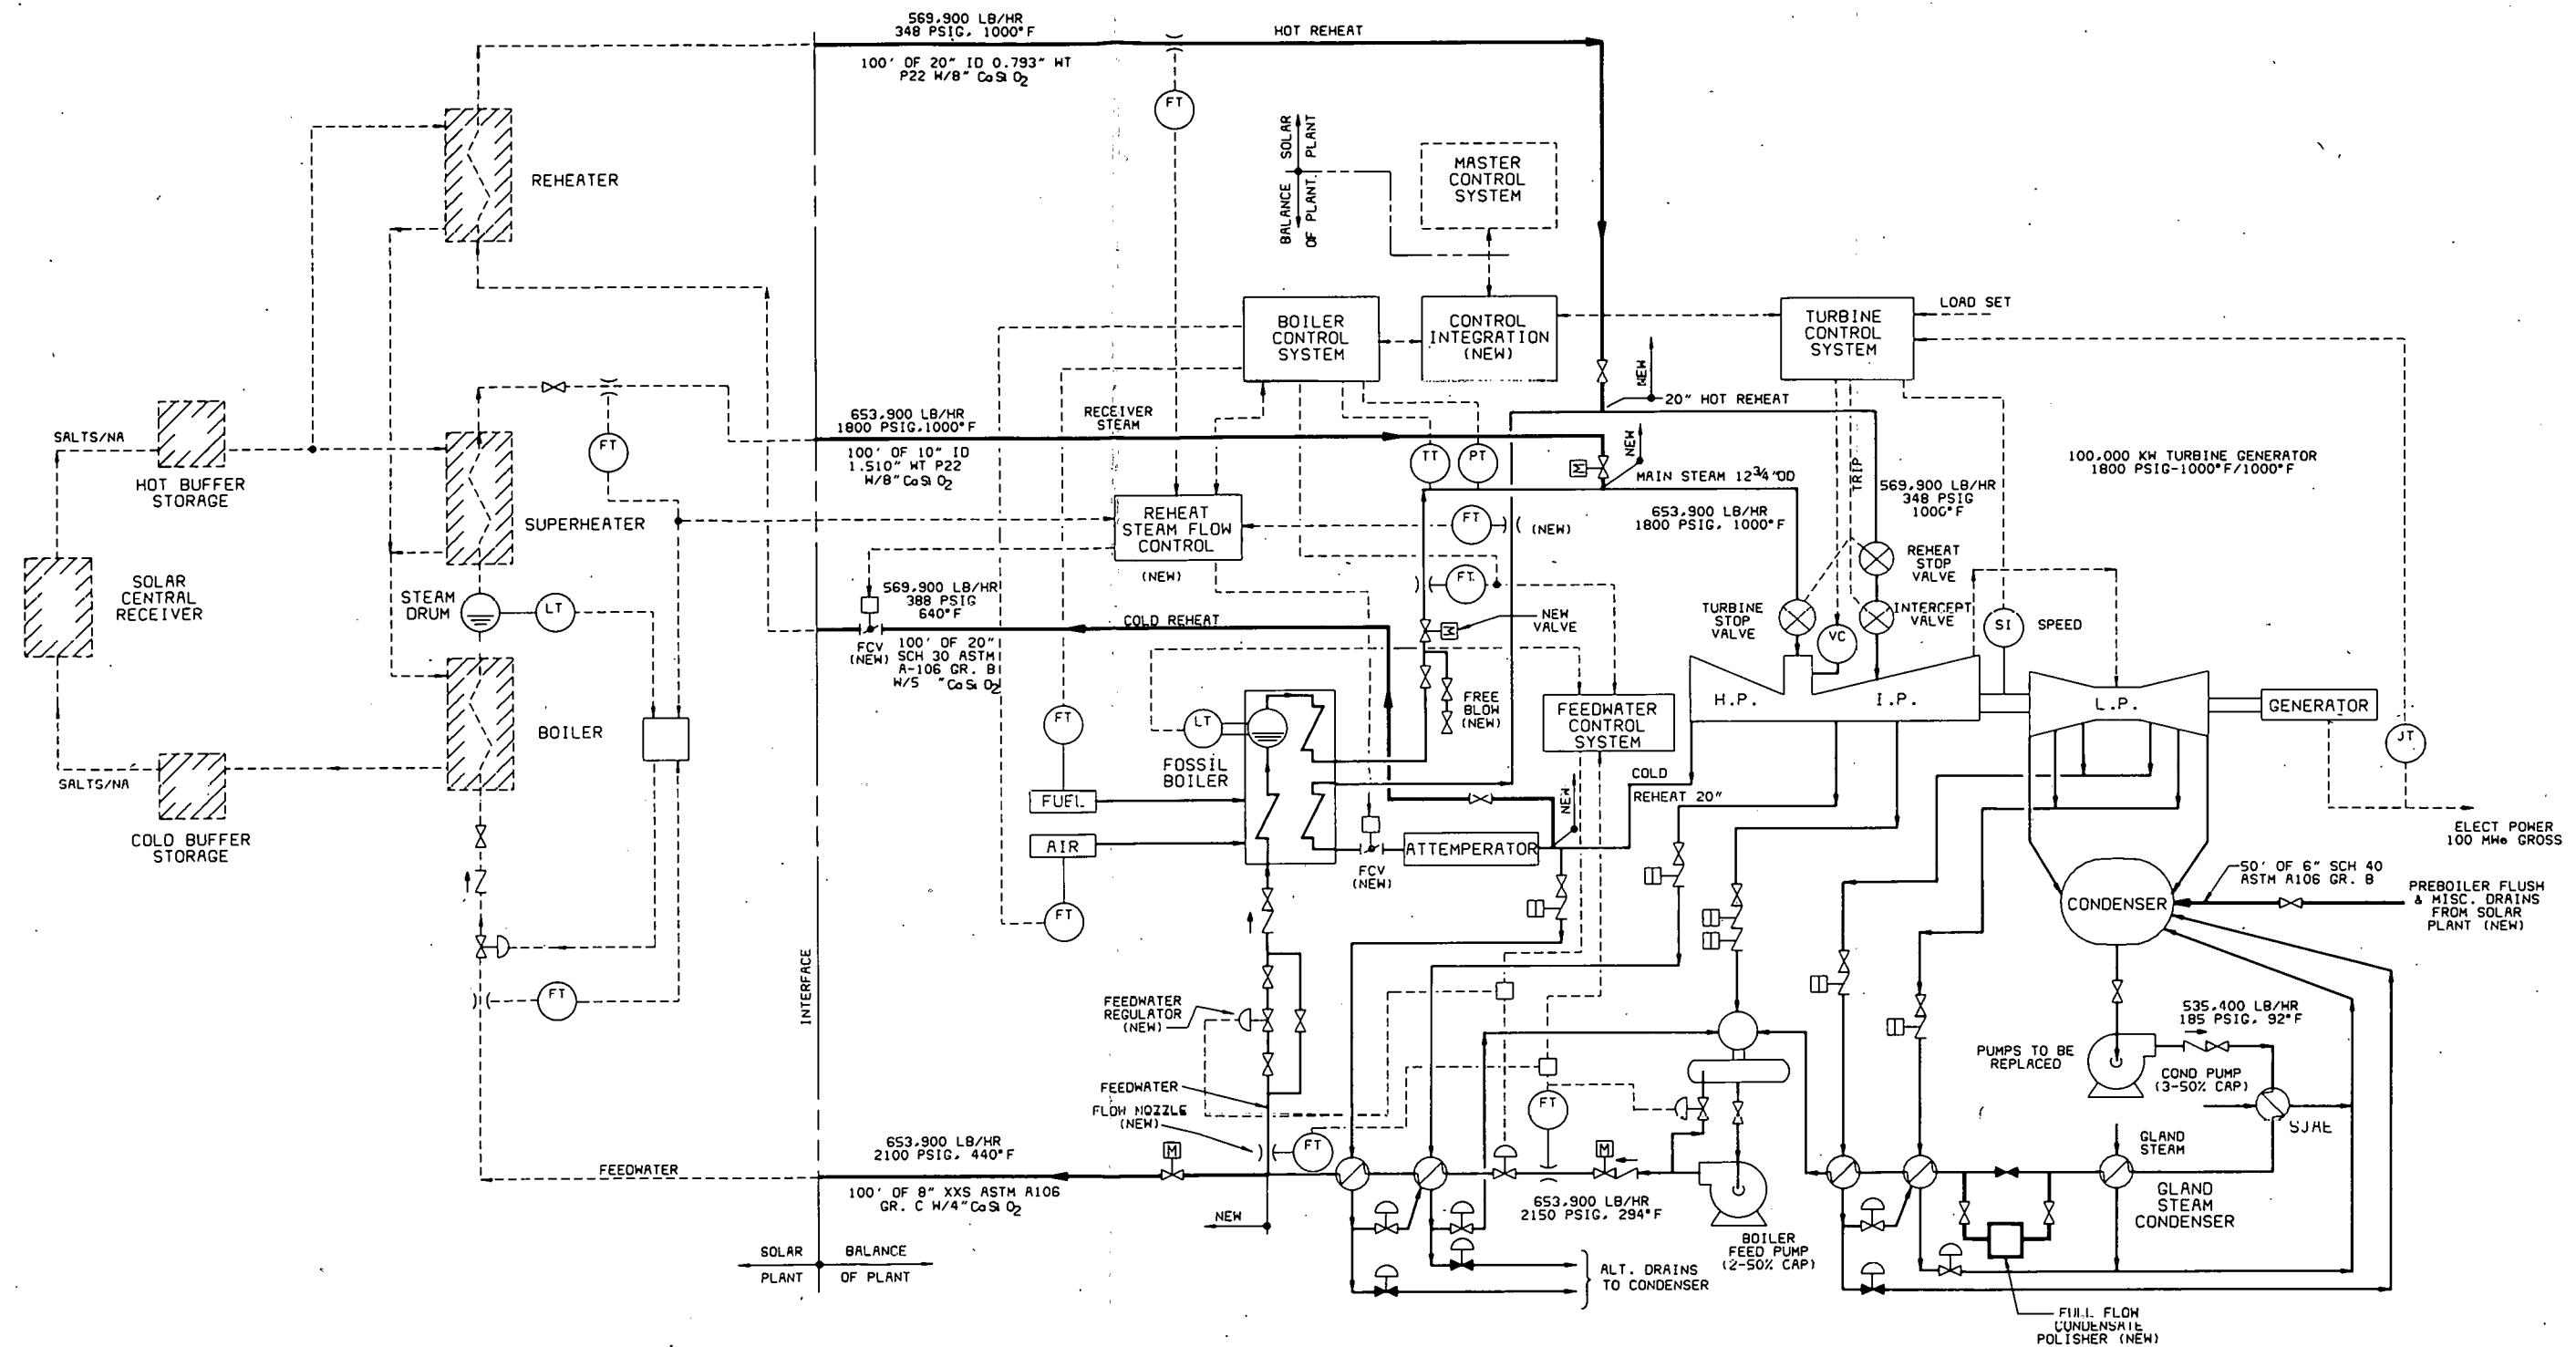 569,900 LB/HR
348 PSIG, 1000°F
HOT REHEAT
100' OF 20" ID 0.793" WT
P22 W/8" CaSiO2
FT
REHEATER
SOLAR
PLANT
BALANCE
OF PLANT
MASTER
CONTROL
SYSTEM
BOILER
CONTROL
SYSTEM
CONTROL
INTEGRATION
(NEW)
TURBINE
CONTROL
SYSTEM
LOAD SET
NEW
20" HOT REHEAT
653,900 LB/HR
1800 PSIG,1000°F
RECEIVER
STEAM
100' OF 10" ID
1.510" WT P22
W/8" CaSiO2
SALTS/NA
HOT BUFFER
STORAGE
FT
SUPERHEATER
TT
PT
M
NEW
MAIN STEAM 12 3/4" OD
TRIP
569,900 LB/HR
348 PSIG
1000°F
100,000 KW TURBINE GENERATOR
1800 PSIG-1000°F/1000°F
REHEAT
STEAM FLOW
CONTROL
(NEW)
FT
(NEW)
653,900 LB/HR
1800 PSIG, 1000°F
REHEAT
STOP
VALVE
SOLAR
CENTRAL
RECEIVER
STEAM
DRUM
LT
569,900 LB/HR
388 PSIG
640°F
COLD REHEAT
FT
M
NEW
VALVE
TURBINE
STOP
VALVE
INTERCEPT
VALVE
VC
SI
SPEED
FCV
(NEW)
100' OF 20"
SCH 30 ASTM
A-106 GR. B
W/5 "CaSiO2
BOILER
FT
LT
FOSSIL
BOILER
FREE
BLOW
(NEW)
FEEDWATER
CONTROL
SYSTEM
H.P.
I.P.
L.P.
GENERATOR
JT
SALTS/NA
COLD BUFFER
STORAGE
FUEL
AIR
FT
FCV
(NEW)
ATTEMPERATOR
NEW
COLD
REHEAT 20"
ELECT POWER
100 MWe GROSS
CONDENSER
50' OF 6" SCH 40
ASTM A106 GR. B
PREBOILER FLUSH
& MISC. DRAINS
FROM SOLAR
PLANT (NEW)
INTERFACE
FT
FEEDWATER
REGULATOR
(NEW)
535,400 LB/HR
185 PSIG, 92°F
PUMPS TO BE
REPLACED
COND PUMP
(3-50% CAP)
SJAE
FEEDWATER
FLOW NOZZLE
(NEW)
FT
FT
M
M
653,900 LB/HR
2100 PSIG, 440°F
FEEDWATER
100' OF 8" XXS ASTM A106
GR. C W/4"CaSiO2
NEW
653,900 LB/HR
2150 PSIG, 294°F
BOILER
FEED PUMP
(2-50% CAP)
GLAND
STEAM
GLAND
STEAM
CONDENSER
SOLAR
PLANT
BALANCE
OF PLANT
ALT. DRAINS
TO CONDENSER
FULL FLOW
CONDENSATE
POLISHER (NEW)